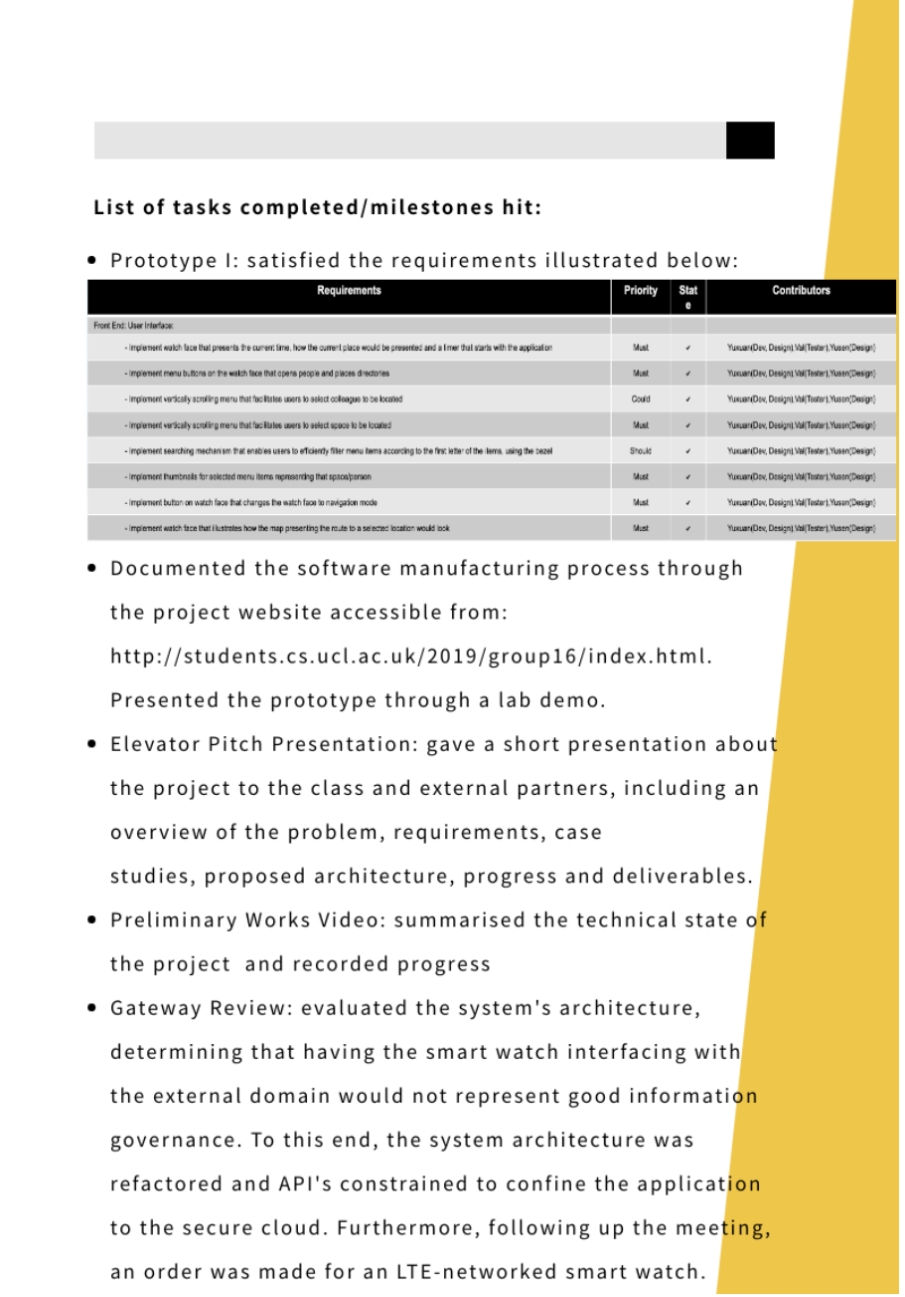 List of tasks completed/milestones hit:
• Prototype I: satisfied the requirements illustrated below:
Requirements Priority State Contributors
Front End: User Interface:
- Implement watch face that presents the current time, how the current place would be presented and a timer that starts with the application Must ✓ Yuxuan(Dev, Design),Val(Tester),Yusen(Design)
- Implement menu buttons on the watch face that opens people and places directories Must ✓ Yuxuan(Dev, Design),Val(Tester),Yusen(Design)
- Implement vertically scrolling menu that facilitates users to select colleague to be located Could ✓ Yuxuan(Dev, Design),Val(Tester),Yusen(Design)
- Implement vertically scrolling menu that facilitates users to select space to be located Must ✓ Yuxuan(Dev, Design),Val(Tester),Yusen(Design)
- Implement searching mechanism that enables users to efficiently filter menu items according to the first letter of the items, using the bezel Should ✓ Yuxuan(Dev, Design),Val(Tester),Yusen(Design)
- Implement thumbnails for selected menu items representing that space/person Must ✓ Yuxuan(Dev, Design),Val(Tester),Yusen(Design)
- Implement button on watch face that changes the watch face to navigation mode Must ✓ Yuxuan(Dev, Design),Val(Tester),Yusen(Design)
- Implement watch face that illustrates how the map presenting the route to a selected location would look Must ✓ Yuxuan(Dev, Design),Val(Tester),Yusen(Design)
• Documented the software manufacturing process through
the project website accessible from:
http://students.cs.ucl.ac.uk/2019/group16/index.html.
Presented the prototype through a lab demo.
• Elevator Pitch Presentation: gave a short presentation about
the project to the class and external partners, including an
overview of the problem, requirements, case
studies, proposed architecture, progress and deliverables.
• Preliminary Works Video: summarised the technical state of
the project  and recorded progress
• Gateway Review: evaluated the system's architecture,
determining that having the smart watch interfacing with
the external domain would not represent good information
governance. To this end, the system architecture was
refactored and API's constrained to confine the application
to the secure cloud. Furthermore, following up the meeting,
an order was made for an LTE-networked smart watch.